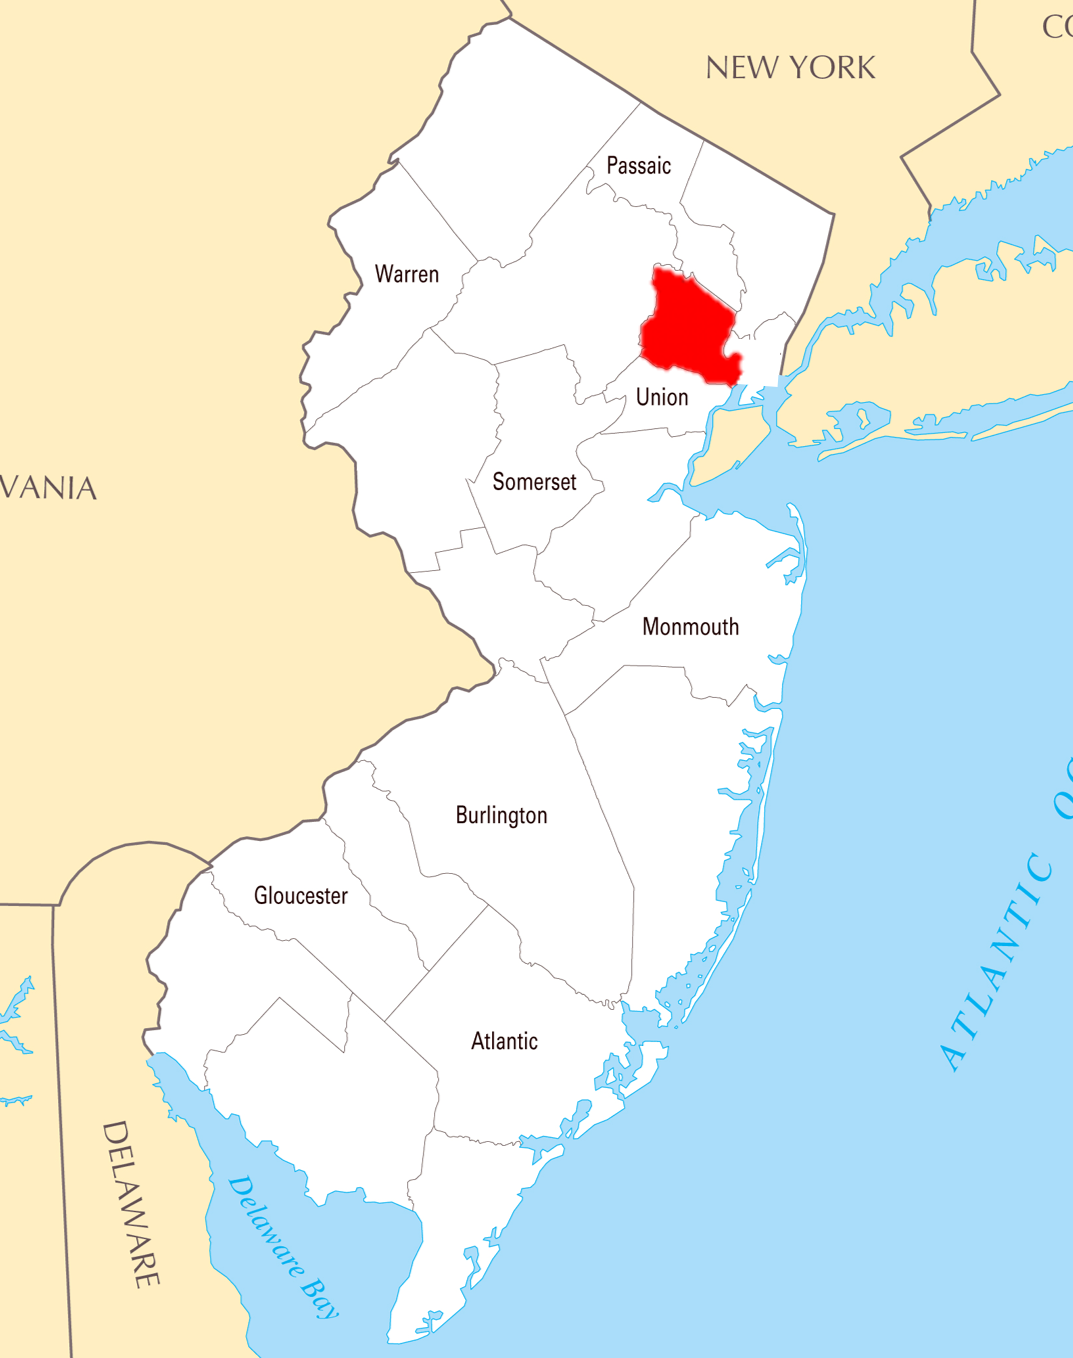 CO
NEW YORK
Passaic
Warren
Union
VANIA
Somerset
Monmouth
Burlington
Gloucester
Atlantic
ATLANTIC OC
DELAWARE
Delaware Bay